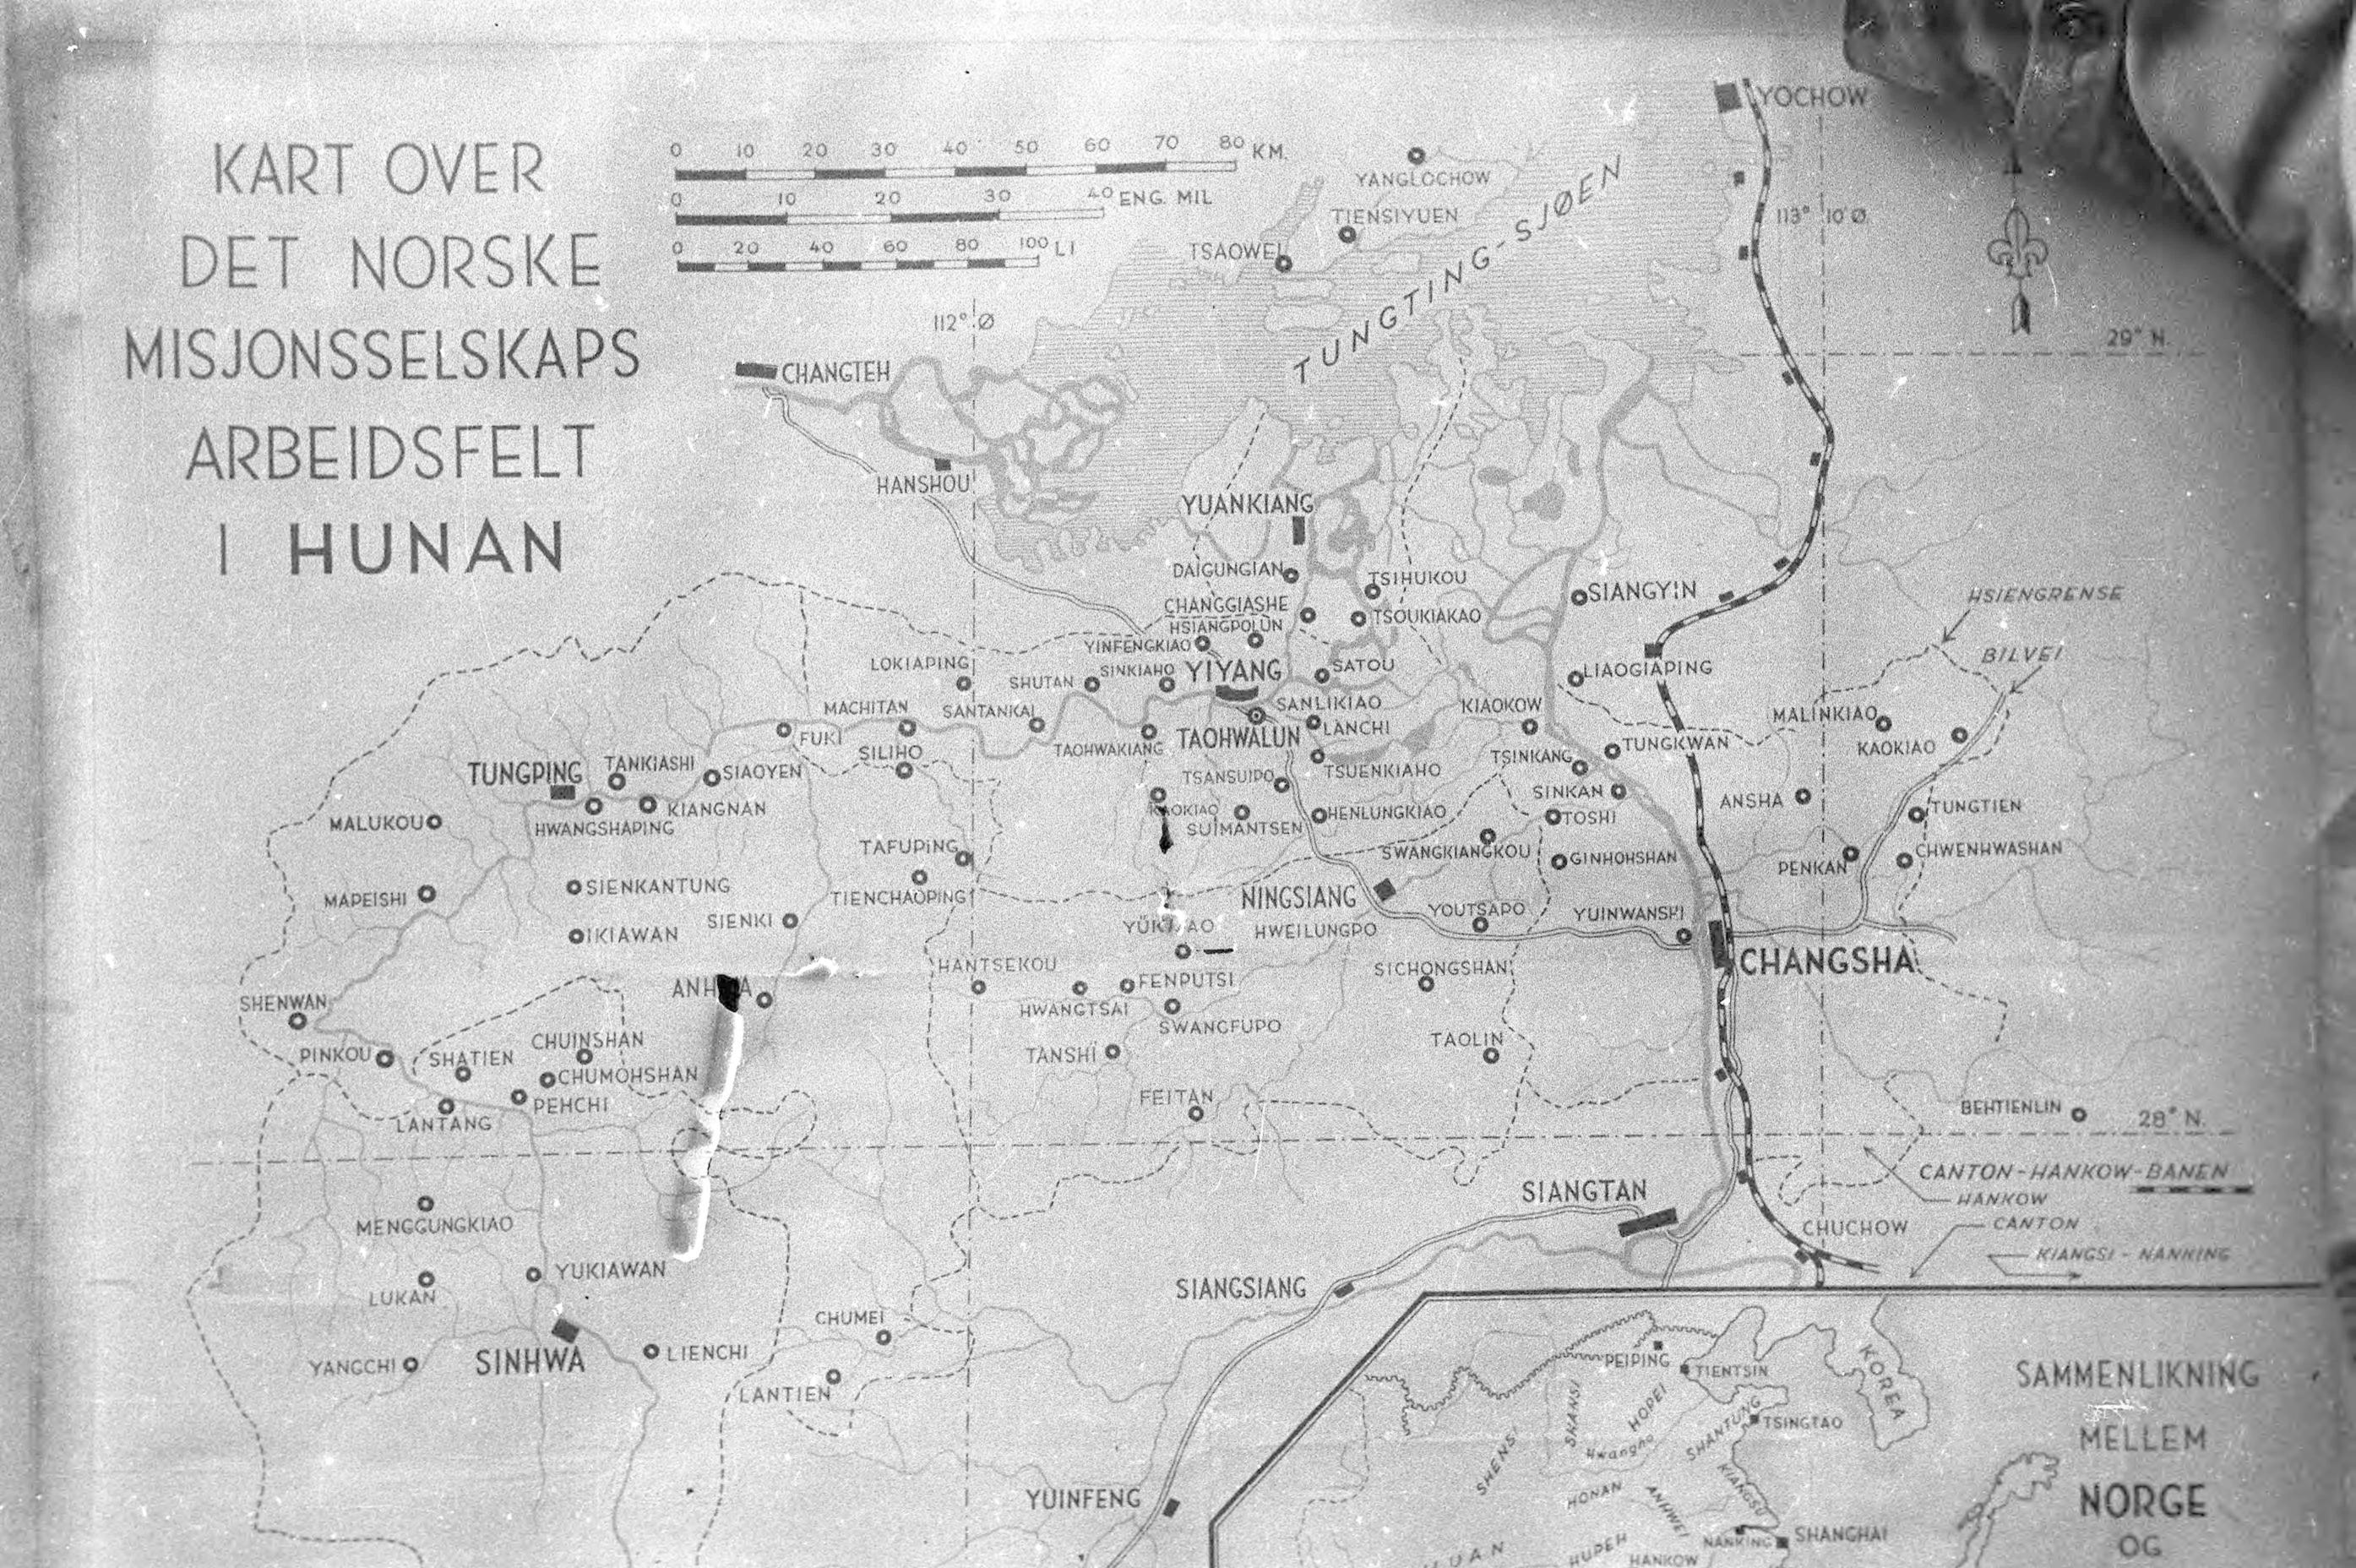 KART OVER
DET NORSKE
MISJONSSELSKAPS
ARBEIDSFELT
I HUNAN
0 10 20 30 40 50 60 70 80 KM.
0 10 20 30 40 ENG. MIL
0 20 40 60 80 100 LI
YOCHOW
YANGLOCHOW
TIENSIYUEN
TSAOWEI
TUNGTING-SJØEN
113° 10' Ø
112° Ø
29° N.
CHANGTEH
HANSHOU
YUANKIANG
DAIGUNGIAN
TSIHUKOU
SIANGYIN
HSIENGRENSE
CHANGGIASHE
TSOUKIAKAO
HSIANGPOLÜN
YINFENGKIAO
BILVEI
LOKIAPING
SHUTAN
SINKIAHO
YIYANG
SATOU
LIAOGIAPING
SANLIKIAO
KIAOKOW
MACHITAN
SANTANKAI
LANCHI
MALINKIAO
FUKI
TAOHWAKIANG
TAOHWALUN
TUNGKWAN
KAOKIAO
SILIHO
TSINKANG
TUNGPING
TANKIASHI
SIAOYEN
TSANSUIPO
TSUENKIAHO
SINKAN
ANSHA
TUNGTIEN
KIANGNAN
KAOKIAO
HENLUNGKIAO
TOSHI
MALUKOU
HWANGSHAPING
SUIMANTSEN
TAFUPING
SWANGKIANGKOU
GINHOHSHAN
CHWENHWASHAN
PENKAN
SIENKANTUNG
TIENCHAOPING
NINGSIANG
MAPEISHI
SIENKI
YOUTSAPO
YUINWANSHI
IKIAWAN
HWEILUNGPO
CHANGSHA
HANTSEKOU
SICHONGSHAN
FENPUTSI
SHENWAN
HWANGTSAI
SWANGFUPO
CHUINSHAN
TAOLIN
PINKOU
SHATIEN
TANSHÏ
CHUMOHSHAN
PEHCHI
FEITAN
BEHTIENLIN
28° N.
LANTANG
CANTON-HANKOW-BANEN
SIANGTAN
HANKOW
MENGGUNGKIAO
CHUCHOW
CANTON
KIANGSI - NANKING
YUKIAWAN
SIANGSIANG
LUKAN
CHUMEI
SINHWA
LIENCHI
YANGCHI
LANTIEN
YUINFENG
PEIPING
TIENTSIN
KOREA
SHANSI
HOPEI
SHANTUNG
TSINGTAO
Hwangho
SHENSI
HONAN
ANHWEI
KIANGSU
NANKING
SHANGHAI
HUPEH
HANKOW
SAMMENLIKNING
MELLEM
NORGE
OG